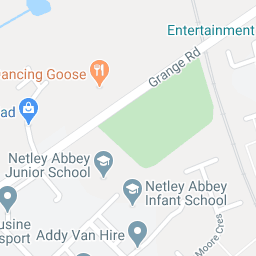 Entertainment
Grange Rd
Dancing Goose
ad
Netley Abbey
Junior School
Netley Abbey
Infant School
usine
sport
Addy Van Hire
Moore Cres